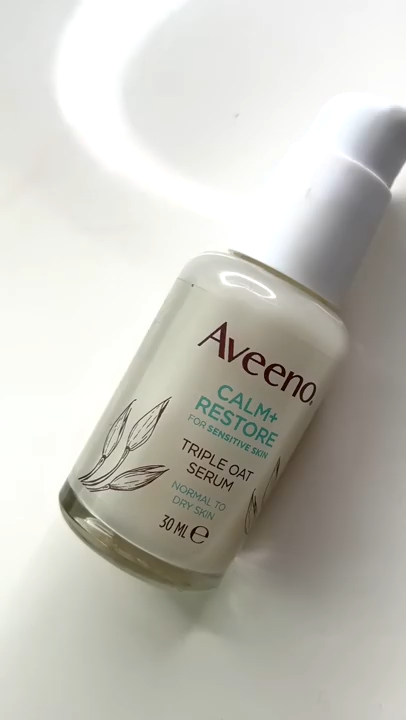 Aveeno®
CALM+
RESTORE
FOR SENSITIVE SKIN
TRIPLE OAT
SERUM
NORMAL TO
DRY SKIN
30 ML ℮